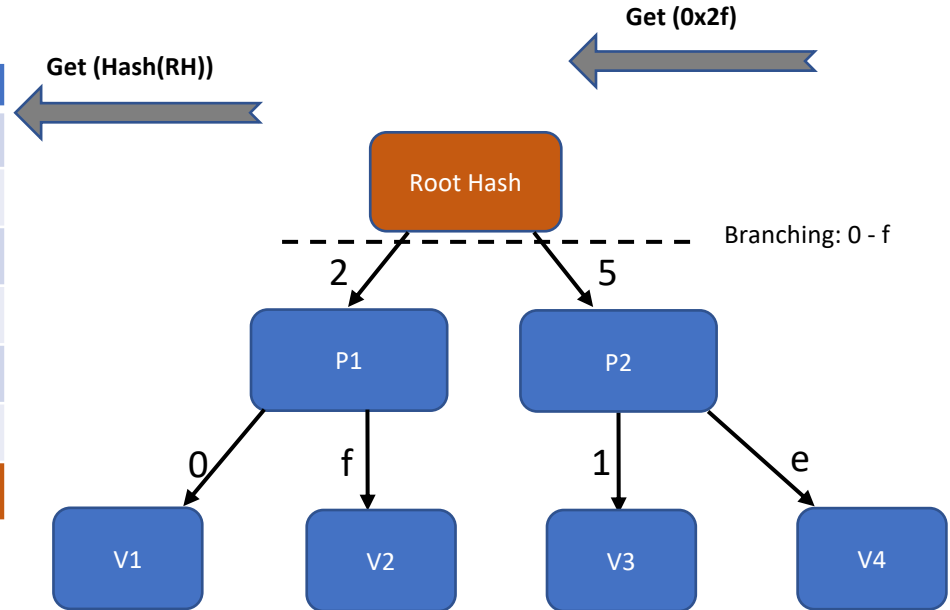 Get (0x2f)
Get (Hash(RH))
Root Hash
Branching: 0 - f
2
5
P1
P2
0
f
1
e
V1
V2
V3
V4